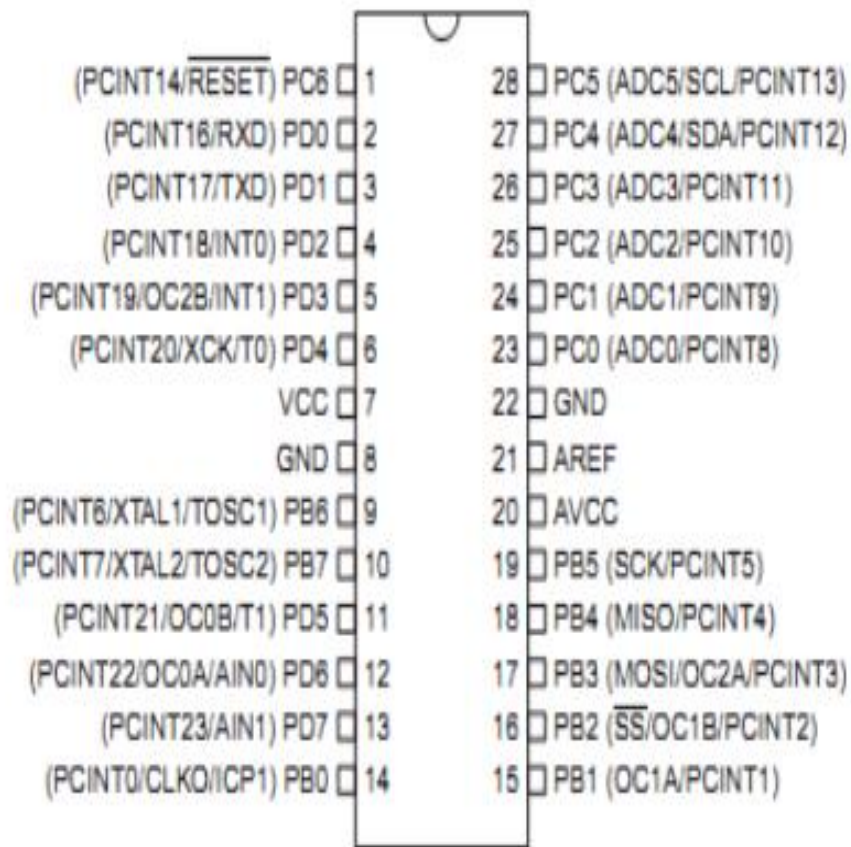 (PCINT14/RESET) PC6 1 28 PC5 (ADC5/SCL/PCINT13)
(PCINT16/RXD) PD0 2 27 PC4 (ADC4/SDA/PCINT12)
(PCINT17/TXD) PD1 3 26 PC3 (ADC3/PCINT11)
(PCINT18/INT0) PD2 4 25 PC2 (ADC2/PCINT10)
(PCINT19/OC2B/INT1) PD3 5 24 PC1 (ADC1/PCINT9)
(PCINT20/XCK/T0) PD4 6 23 PC0 (ADC0/PCINT8)
VCC 7 22 GND
GND 8 21 AREF
(PCINT6/XTAL1/TOSC1) PB6 9 20 AVCC
(PCINT7/XTAL2/TOSC2) PB7 10 19 PB5 (SCK/PCINT5)
(PCINT21/OC0B/T1) PD5 11 18 PB4 (MISO/PCINT4)
(PCINT22/OC0A/AIN0) PD6 12 17 PB3 (MOSI/OC2A/PCINT3)
(PCINT23/AIN1) PD7 13 16 PB2 (SS/OC1B/PCINT2)
(PCINT0/CLKO/ICP1) PB0 14 15 PB1 (OC1A/PCINT1)